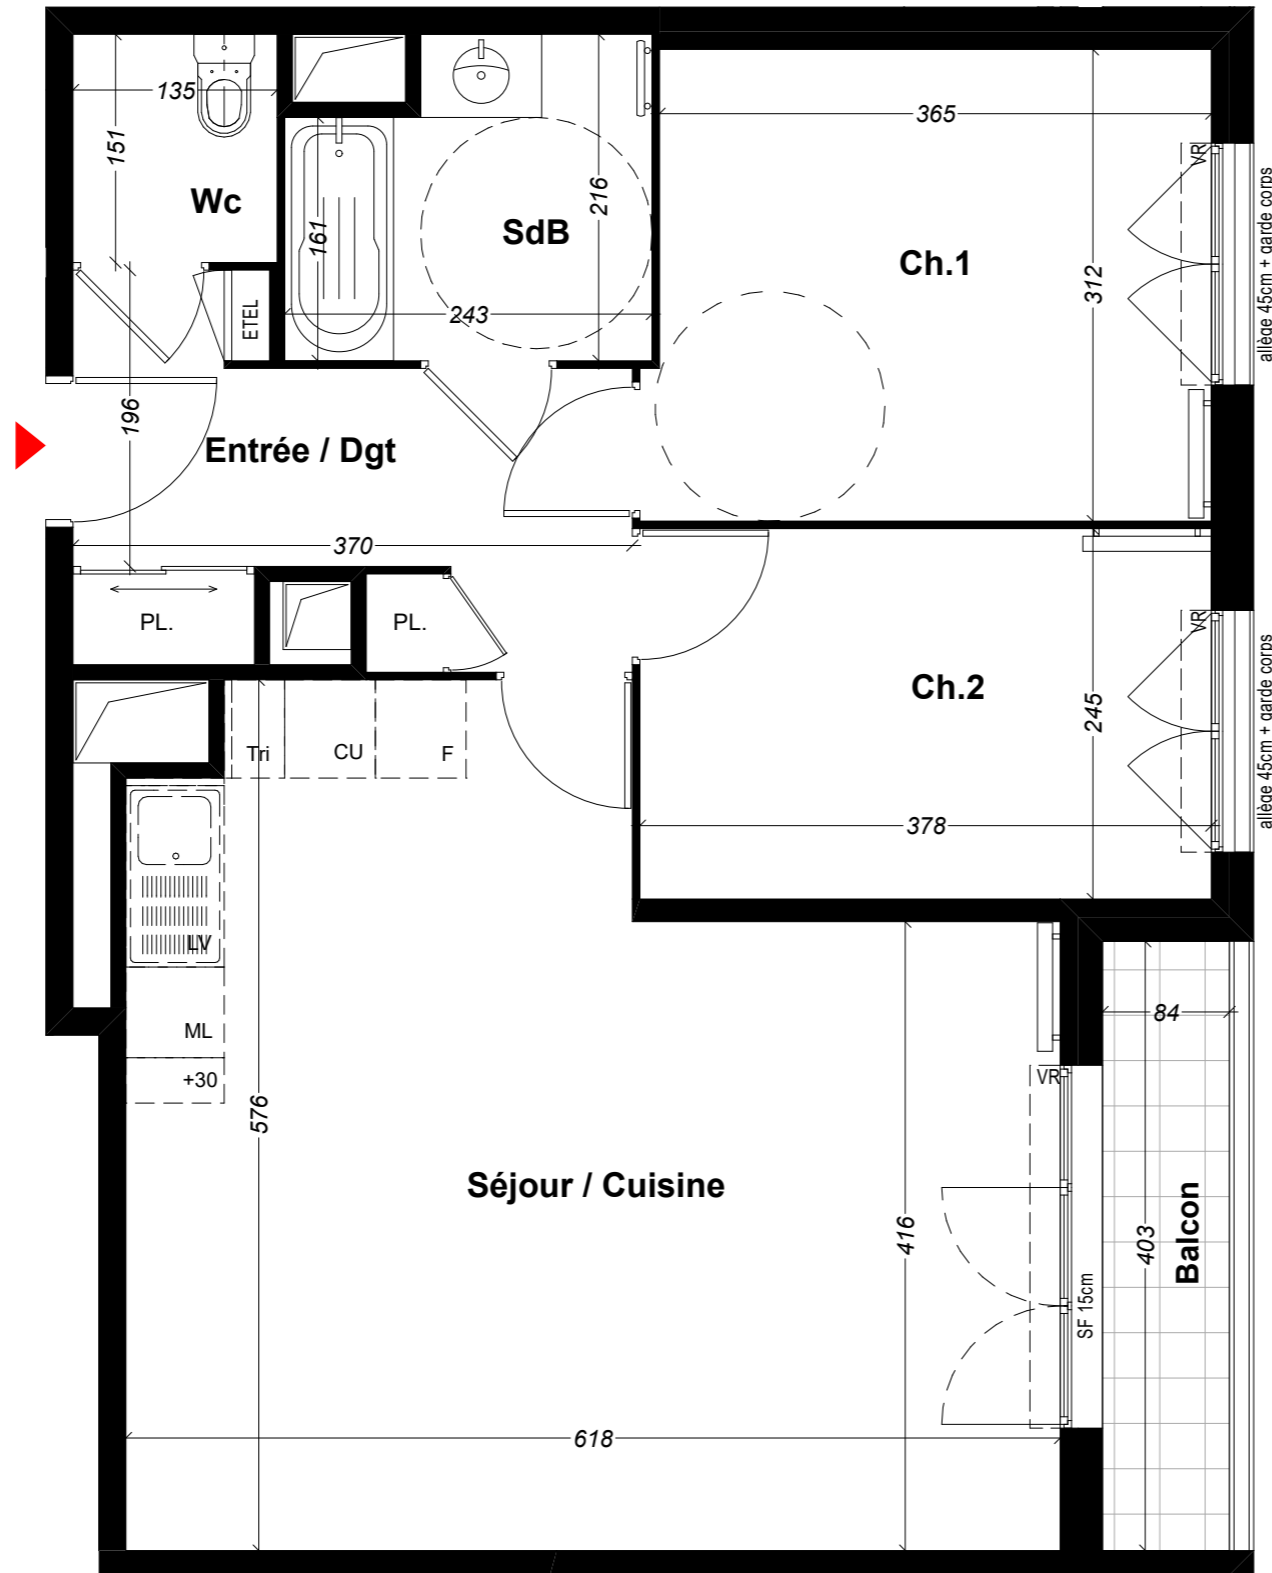 135
151
Wc
161
216
SdB
243
ETEL
365
VR
312
Ch.1
allège 45cm + garde corps
196
Entrée / Dgt
370
PL.
PL.
VR
Ch.2
245
378
allège 45cm + garde corps
Tri
CU
F
LV
ML
+30
576
Séjour / Cuisine
416
618
VR
SF 15cm
84
403
Balcon